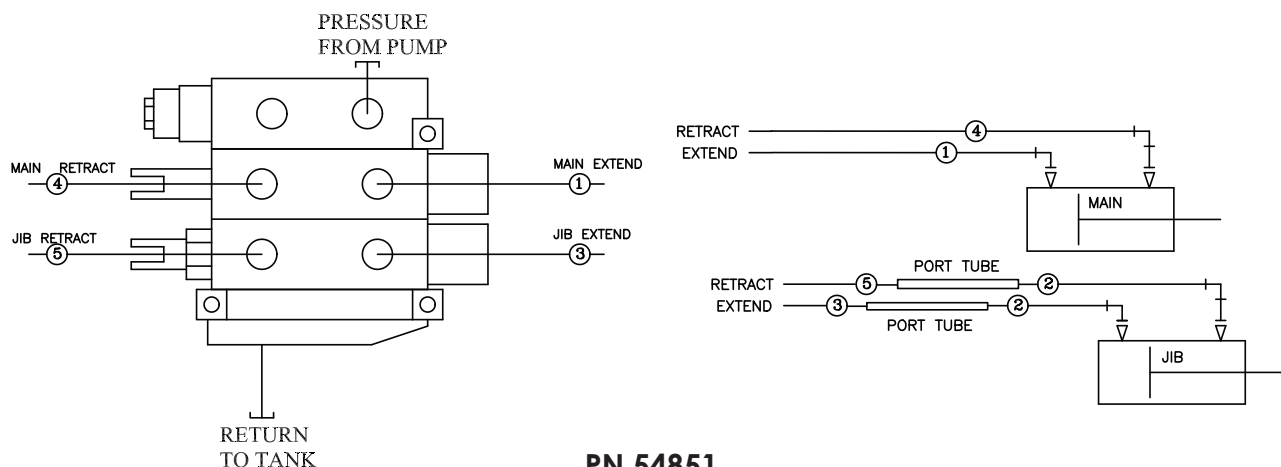 PRESSURE
FROM PUMP
MAIN RETRACT
4
MAIN EXTEND
1
JIB RETRACT
5
JIB EXTEND
3
RETURN
TO TANK
RETRACT
4
EXTEND
1
MAIN
PORT TUBE
RETRACT
5
2
EXTEND
3
2
PORT TUBE
JIB
PN 54851